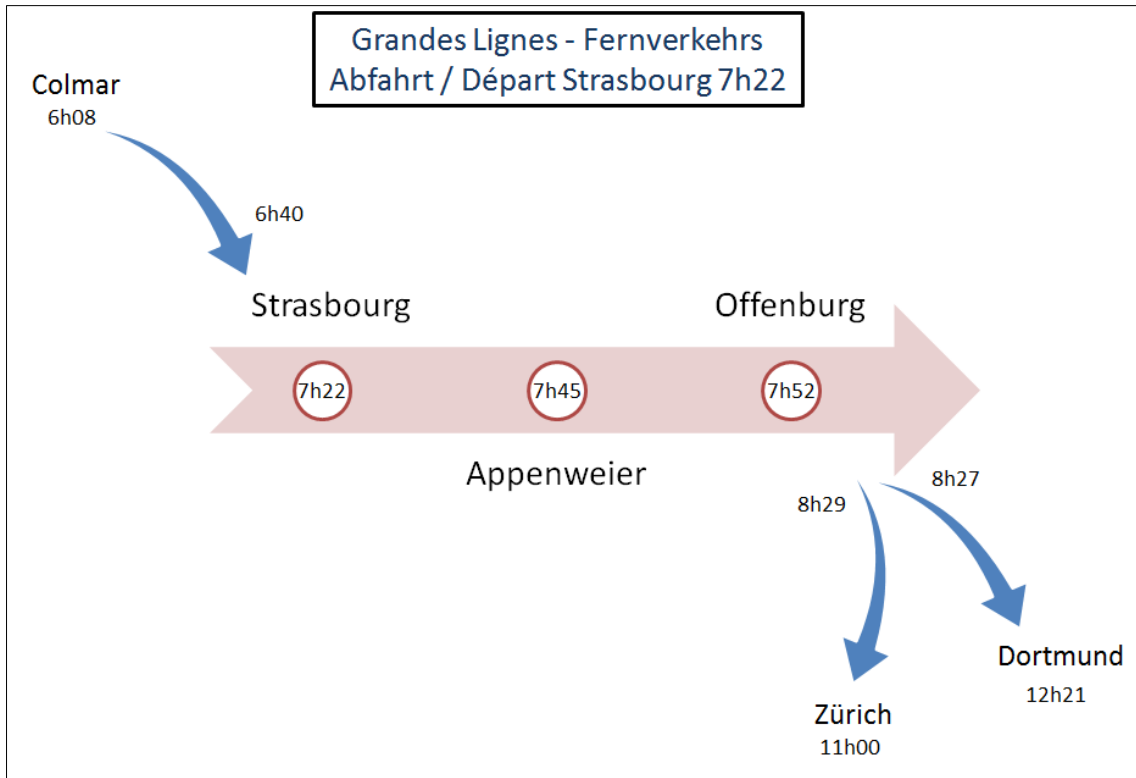 Grandes Lignes - Fernverkehrs
Abfahrt / Départ Strasbourg 7h22
Colmar
6h08
6h40
Strasbourg
Offenburg
7h22
7h45
7h52
Appenweier
8h29
8h27
Dortmund
12h21
Zürich
11h00